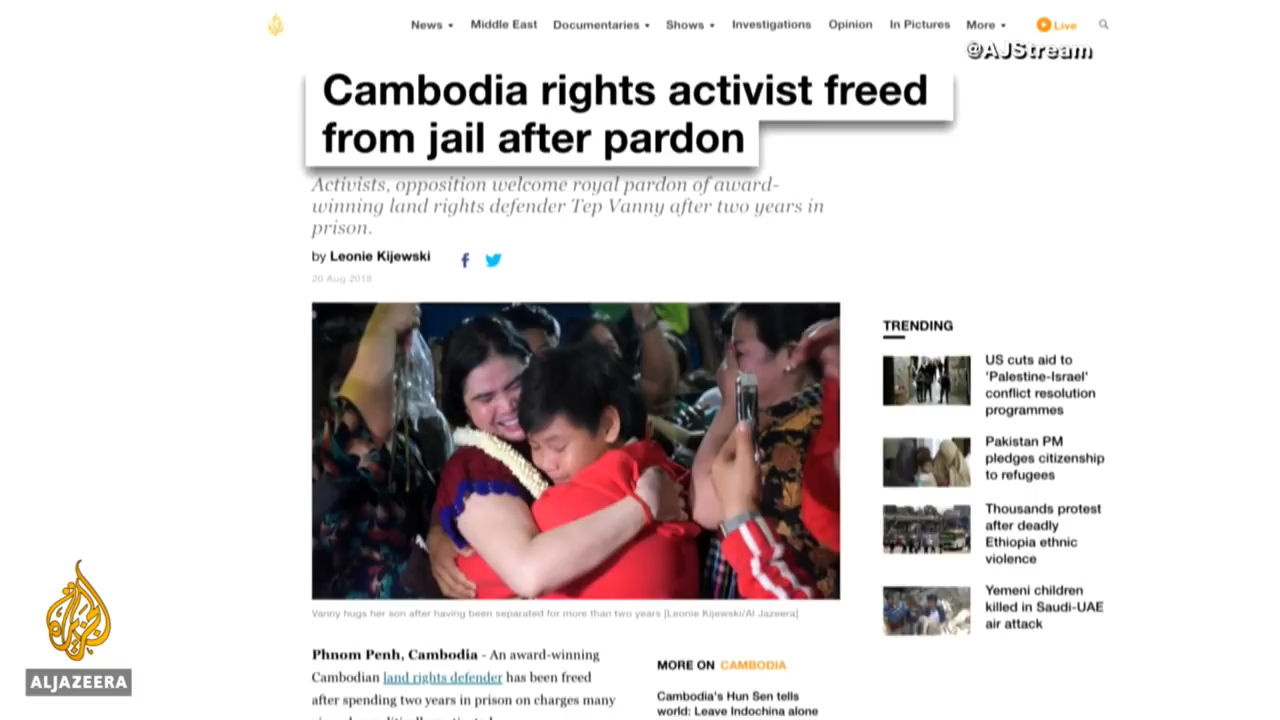 News Middle East Documentaries Shows Investigations Opinion In Pictures More Live
@AJStream
Cambodia rights activist freed
from jail after pardon
Activists, opposition welcome royal pardon of award-
winning land rights defender Tep Vanny after two years in
prison.
by Leonie Kijewski
20 Aug 2018
Vanny hugs her son after having been separated for more than two years [Leonie Kijewski/Al Jazeera]
Phnom Penh, Cambodia - An award-winning
Cambodian land rights defender has been freed
after spending two years in prison on charges many
TRENDING
US cuts aid to
'Palestine-Israel'
conflict resolution
programmes
Pakistan PM
pledges citizenship
to refugees
Thousands protest
after deadly
Ethiopia ethnic
violence
Yemeni children
killed in Saudi-UAE
air attack
MORE ON CAMBODIA
Cambodia's Hun Sen tells
world: Leave Indochina alone
الجزيرة
ALJAZEERA